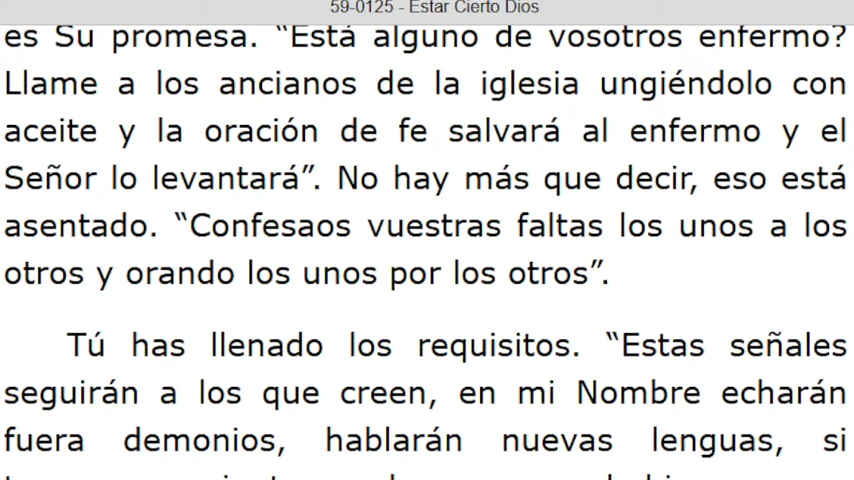 59-0125 - Estar Cierto Dios
es Su promesa. “Está alguno de vosotros enfermo?
Llame a los ancianos de la iglesia ungiéndolo con
aceite y la oración de fe salvará al enfermo y el
Señor lo levantará”. No hay más que decir, eso está
asentado. “Confesaos vuestras faltas los unos a los
otros y orando los unos por los otros”.
Tú has llenado los requisitos. “Estas señales
seguirán a los que creen, en mi Nombre echarán
fuera demonios, hablarán nuevas lenguas, si